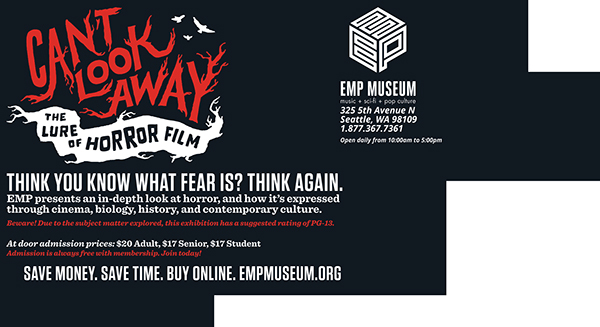 CAN'T
LOOK
AWAY
THE
LURE
OF HORROR FILM
EMP
EMP MUSEUM
music + sci-fi + pop culture
325 5th Avenue N
Seattle, WA 98109
1.877.367.7361
Open daily from 10:00am to 5:00pm
THINK YOU KNOW WHAT FEAR IS? THINK AGAIN.
EMP presents an in-depth look at horror, and how it's expressed
through cinema, biology, history, and contemporary culture.
Beware! Due to the subject matter explored, this exhibition has a suggested rating of PG-13.
At door admission prices: $20 Adult, $17 Senior, $17 Student
Admission is always free with membership. Join today!
SAVE MONEY. SAVE TIME. BUY ONLINE. EMPMUSEUM.ORG